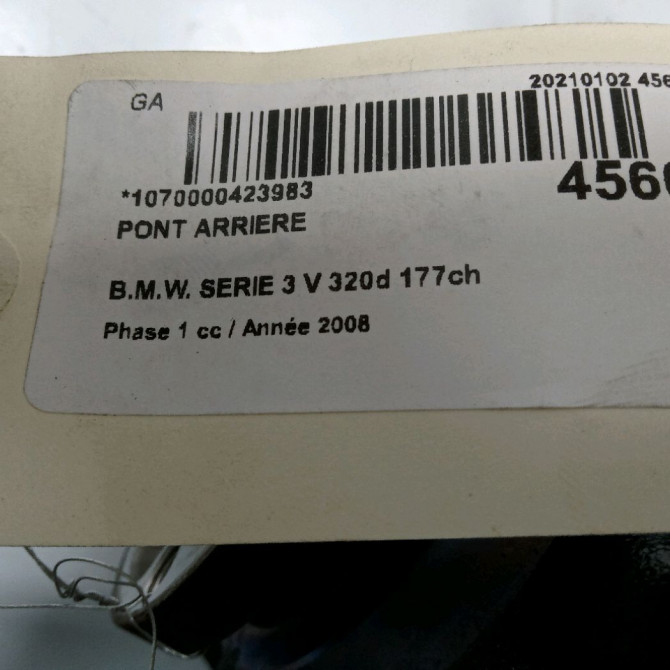 GA
20210102 456
*1070000423983
456
PONT ARRIERE
B.M.W. SERIE 3 V 320d 177ch
Phase 1 cc / Année 2008